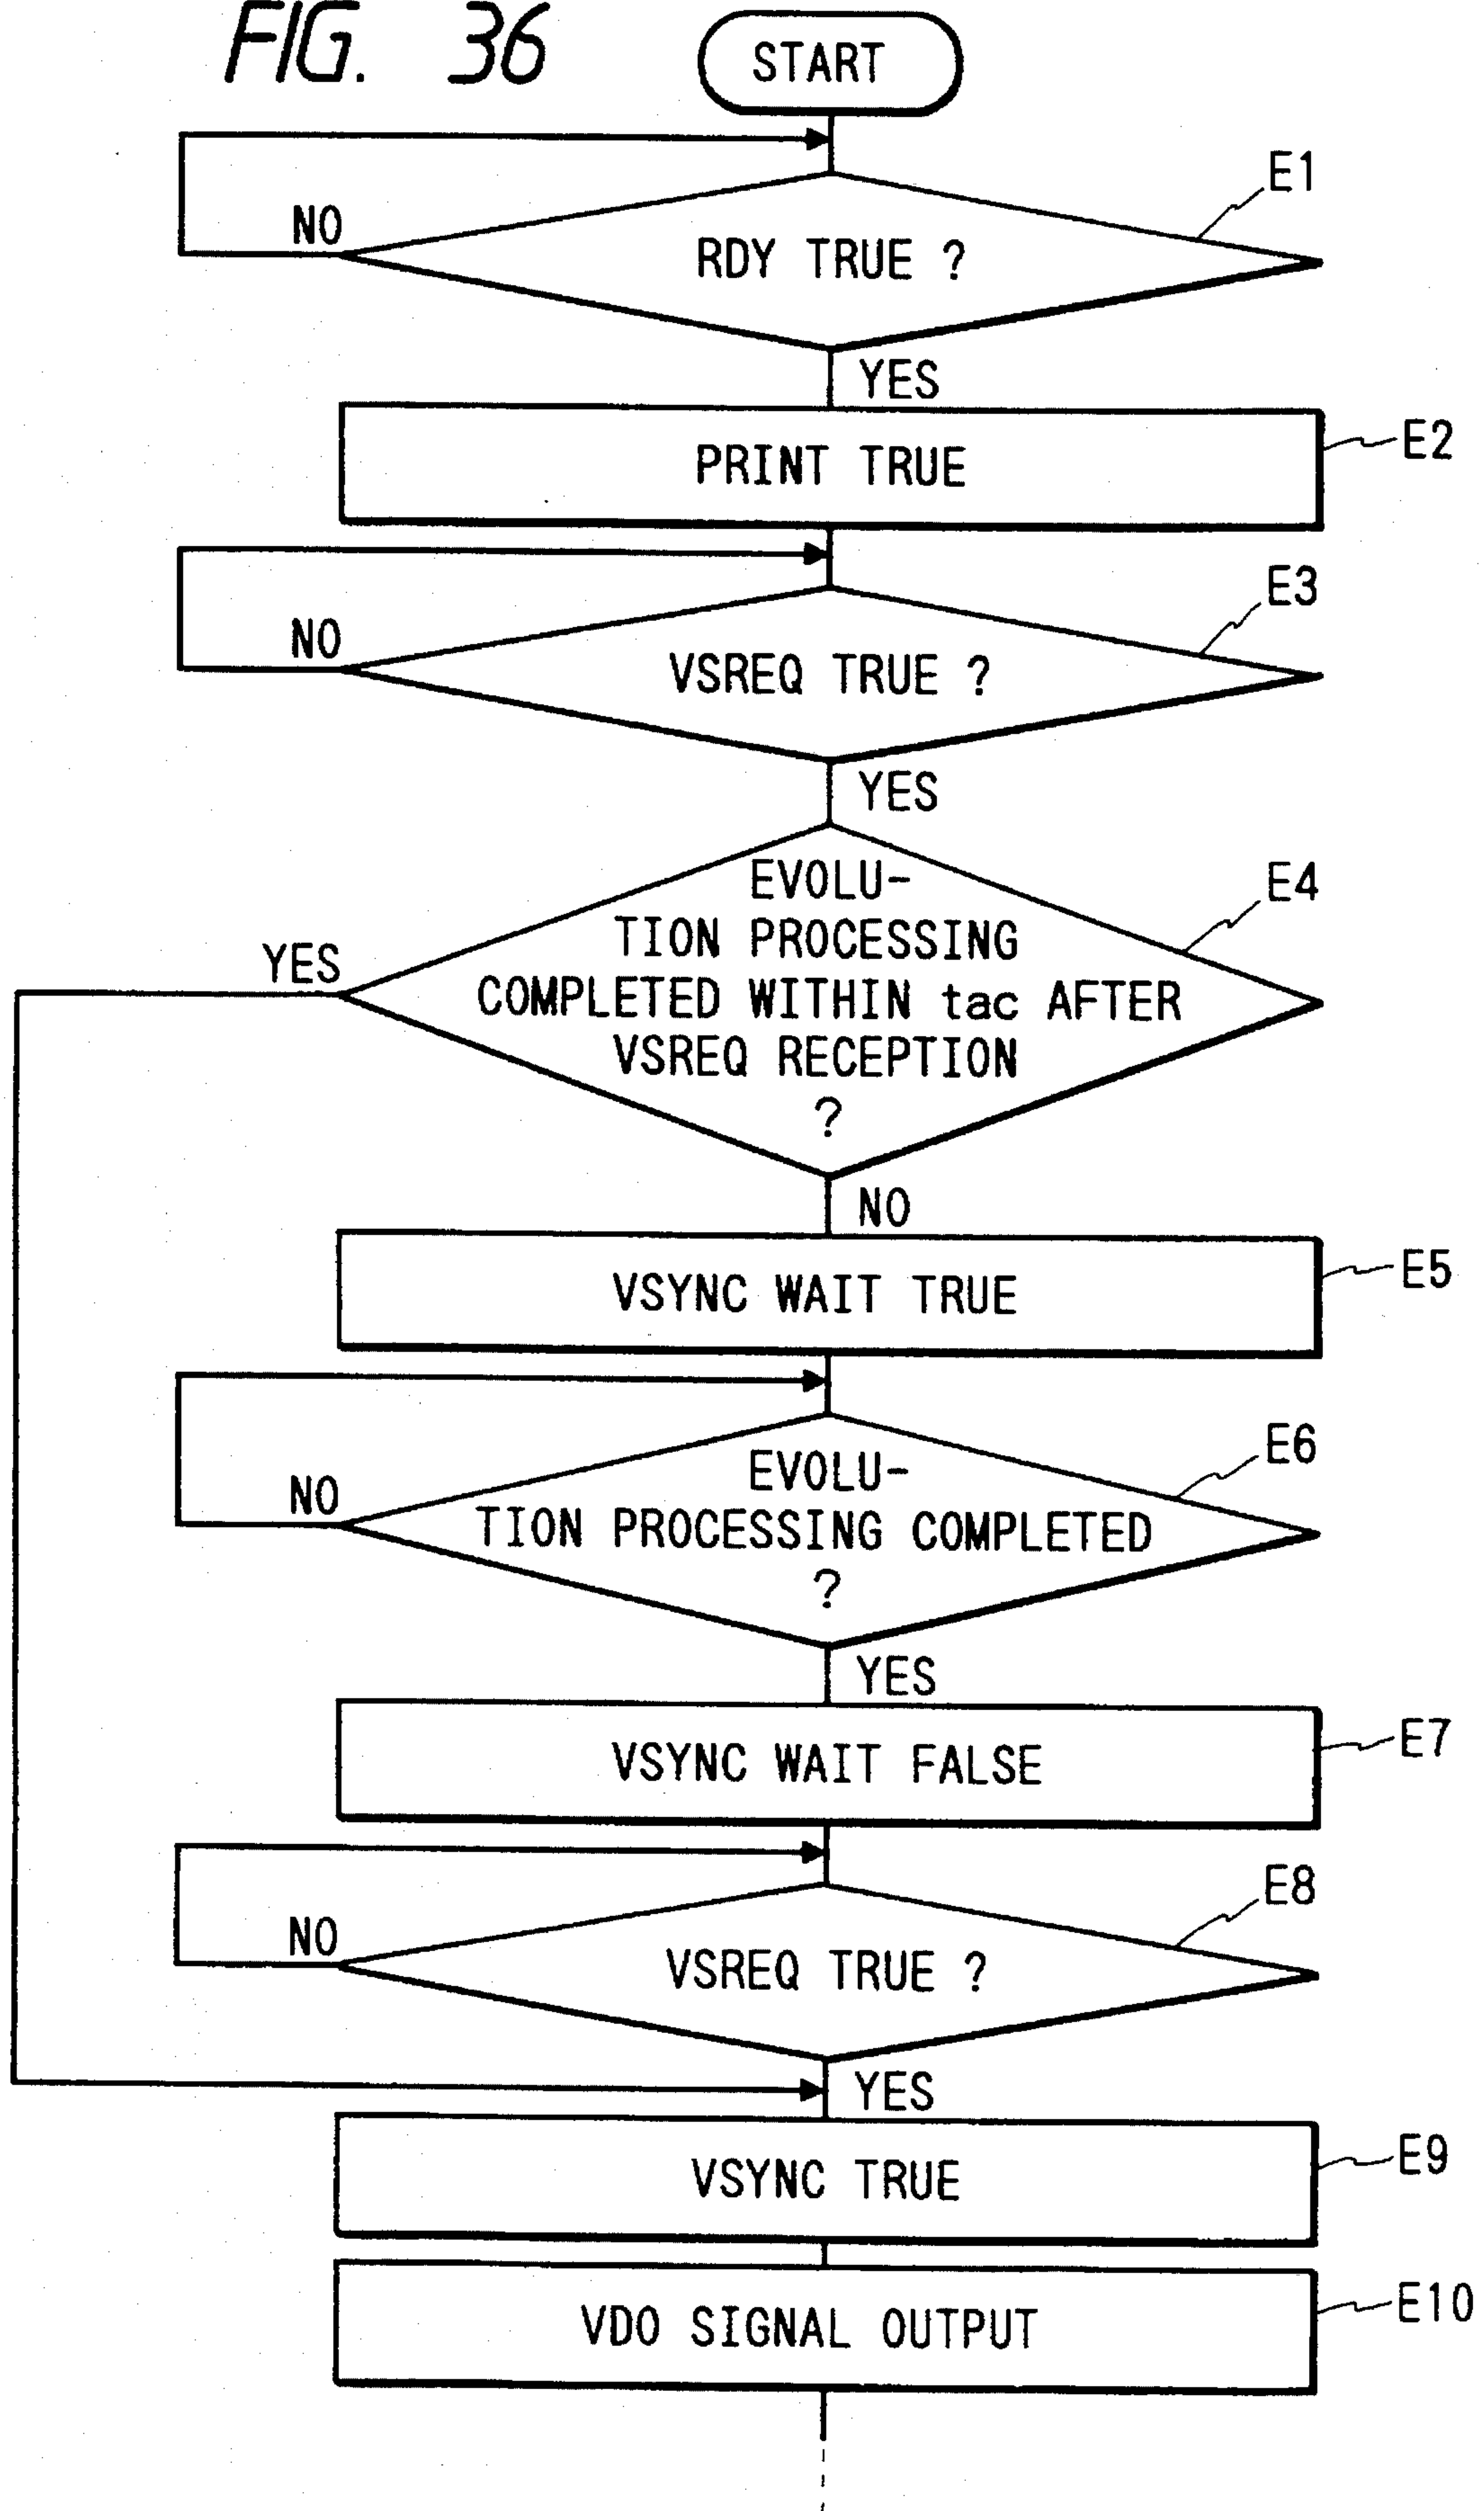 FIG. 36
START
E1
NO
RDY TRUE ?
YES
E2
PRINT TRUE
E3
NO
VSREQ TRUE ?
YES
E4
EVOLU-
TION PROCESSING
YES
COMPLETED WITHIN tac AFTER
VSREQ RECEPTION
?
NO
E5
VSYNC WAIT TRUE
E6
EVOLU-
NO
TION PROCESSING COMPLETED
?
YES
E7
VSYNC WAIT FALSE
E8
NO
VSREQ TRUE ?
YES
E9
VSYNC TRUE
E10
VDO SIGNAL OUTPUT